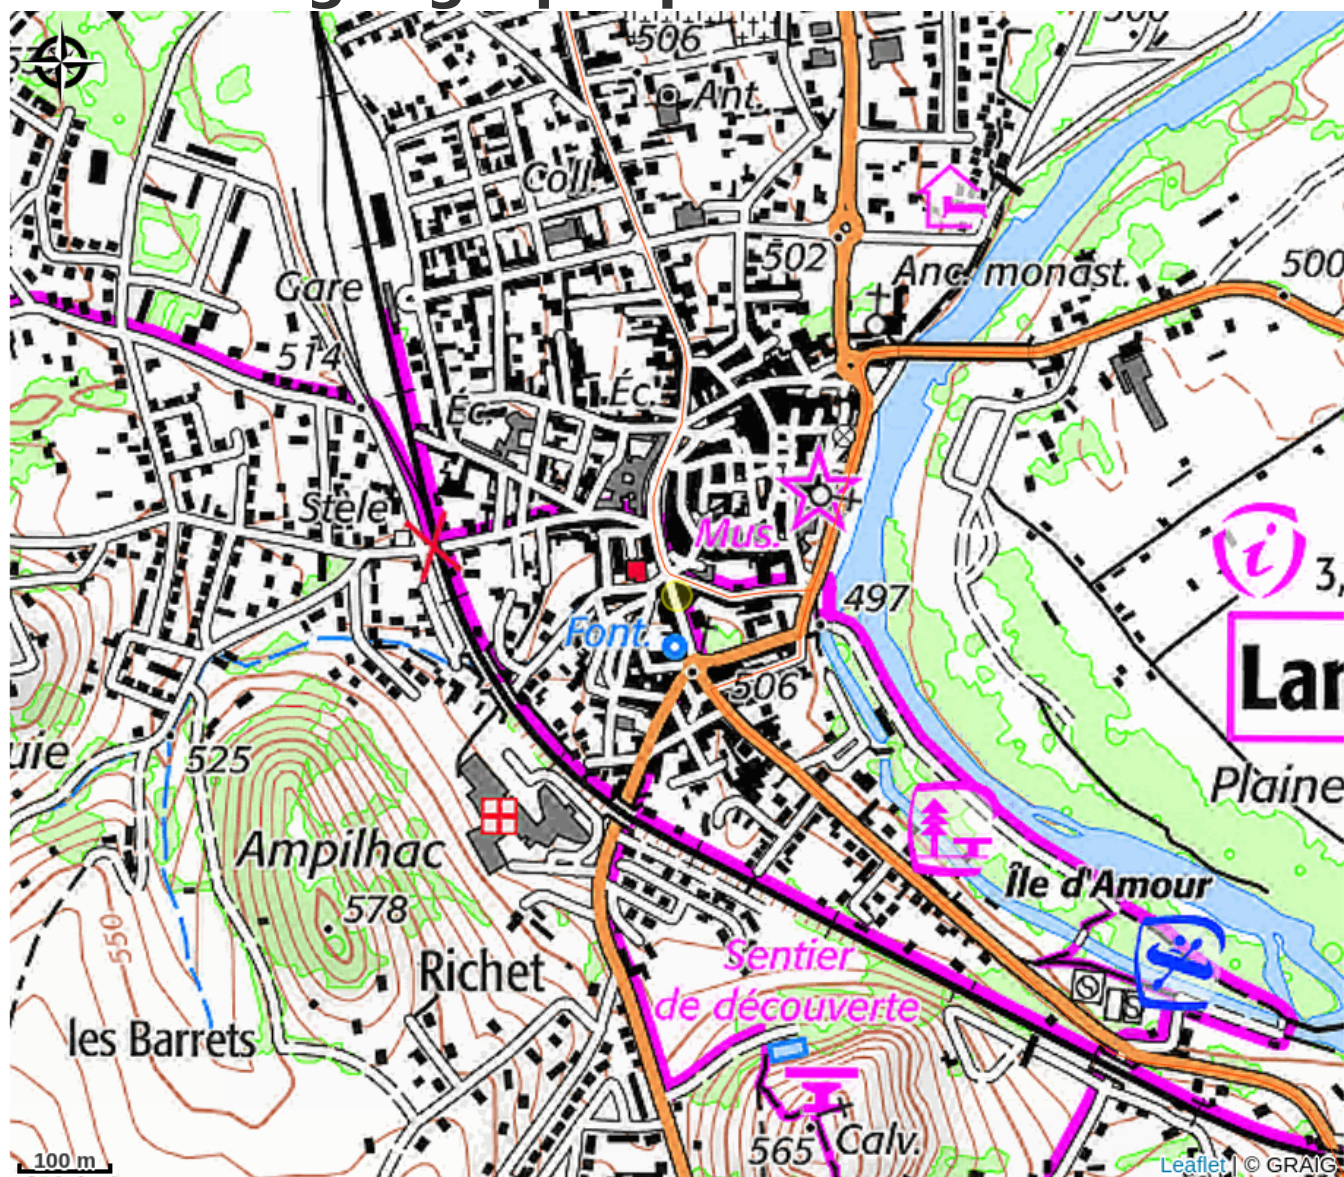 506
Ant.
Coll.
502
Anc. monast.
500
Gare
514
Éc.
Éc.
Stèle
Mus.
3
497
Font.
Lar
506
525
Plaine
uie
Ampilhac
578
Île d'Amour
550
Richet
Sentier
de découverte
les Barrets
565
Calv.
100 m
Leaflet | © GRAIG